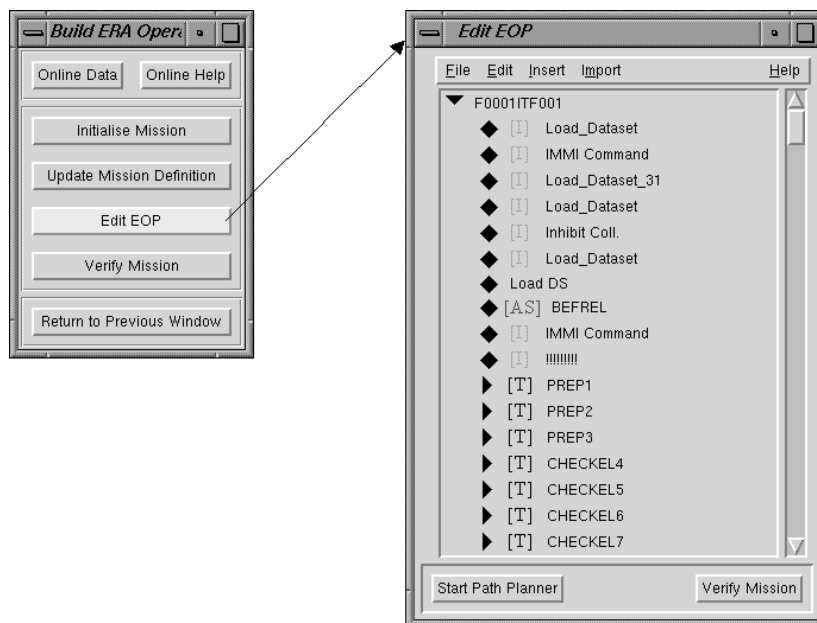 Build ERA Opera
Online Data Online Help
Initialise Mission
Update Mission Definition
Edit EOP
Verify Mission
Return to Previous Window
Edit EOP
File Edit Insert Import Help
F0001ITF001
[I] Load_Dataset
[I] IMMI Command
[I] Load_Dataset_31
[I] Load_Dataset
[I] Inhibit Coll.
[I] Load_Dataset
Load DS
[AS] BEFREL
[I] IMMI Command
[I] !!!!!!!!!
[T] PREP1
[T] PREP2
[T] PREP3
[T] CHECKEL4
[T] CHECKEL5
[T] CHECKEL6
[T] CHECKEL7
Start Path Planner Verify Mission